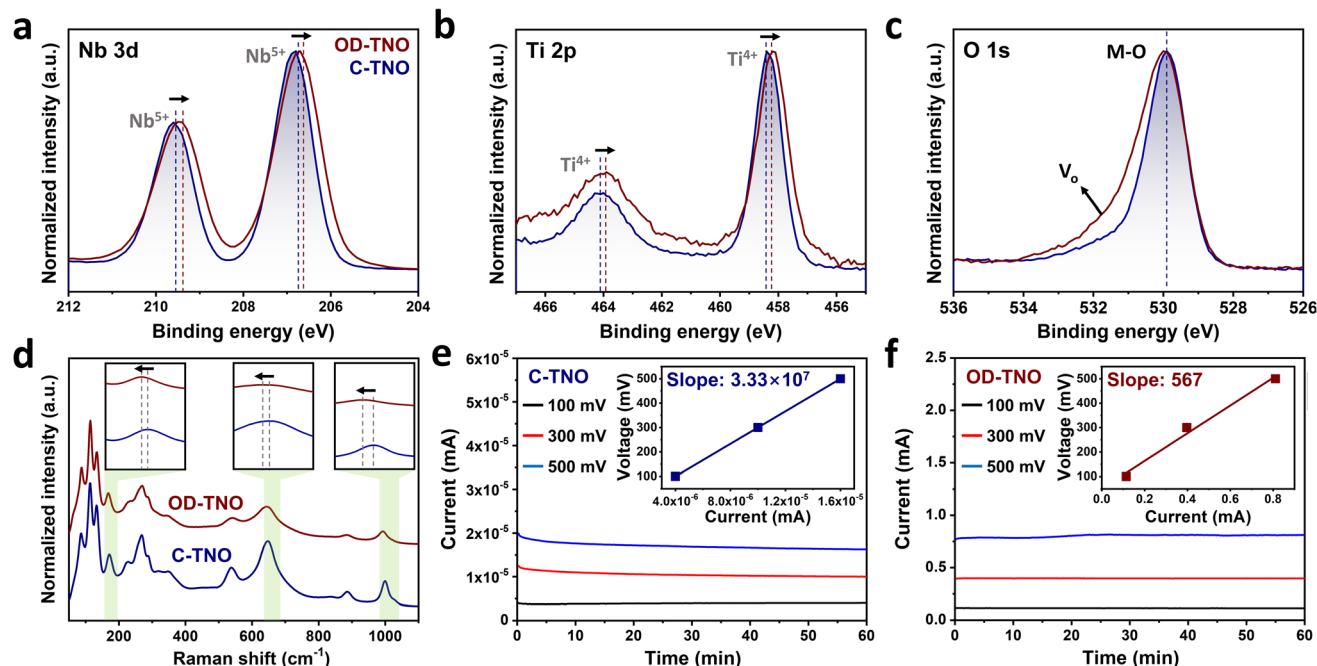 a
Nb 3d
OD-TNO
C-TNO
Nb⁵⁺
Nb⁵⁺
Normalized intensity (a.u.)
212 210 208 206 204
Binding energy (eV)
b
Ti 2p
Ti⁴⁺
Ti⁴⁺
Normalized intensity (a.u.)
466 464 462 460 458 456
Binding energy (eV)
c
O 1s
M-O
Vₒ
Normalized intensity (a.u.)
536 534 532 530 528 526
Binding energy (eV)
d
OD-TNO
C-TNO
Normalized intensity (a.u.)
200 400 600 800 1000
Raman shift (cm⁻¹)
e
C-TNO
100 mV
300 mV
500 mV
Slope: 3.33×10⁷
Voltage (mV)
500
400
300
200
100
4.0x10⁻⁶ 8.0x10⁻⁶ 1.2x10⁻⁵ 1.6x10⁻⁵
Current (mA)
Current (mA)
6x10⁻⁵
5x10⁻⁵
4x10⁻⁵
3x10⁻⁵
2x10⁻⁵
1x10⁻⁵
0
0 10 20 30 40 50 60
Time (min)
f
OD-TNO
100 mV
300 mV
500 mV
Slope: 567
Voltage (mV)
500
400
300
200
100
0.0 0.2 0.4 0.6 0.8
Current (mA)
Current (mA)
2.5
2.0
1.5
1.0
0.5
0.0
0 10 20 30 40 50 60
Time (min)